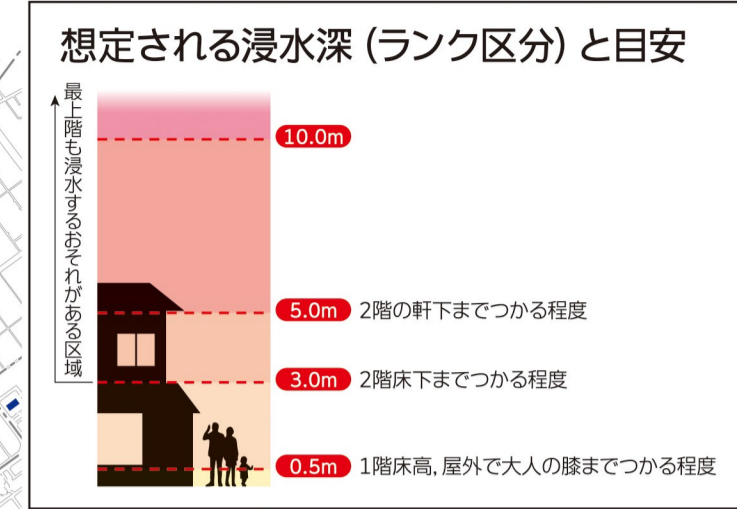 想定される浸水深（ランク区分）と目安
最上階も浸水するおそれがある区域
10.0m
5.0m 2階の軒下までつかる程度
3.0m 2階床下までつかる程度
0.5m 1階床高，屋外で大人の膝までつかる程度